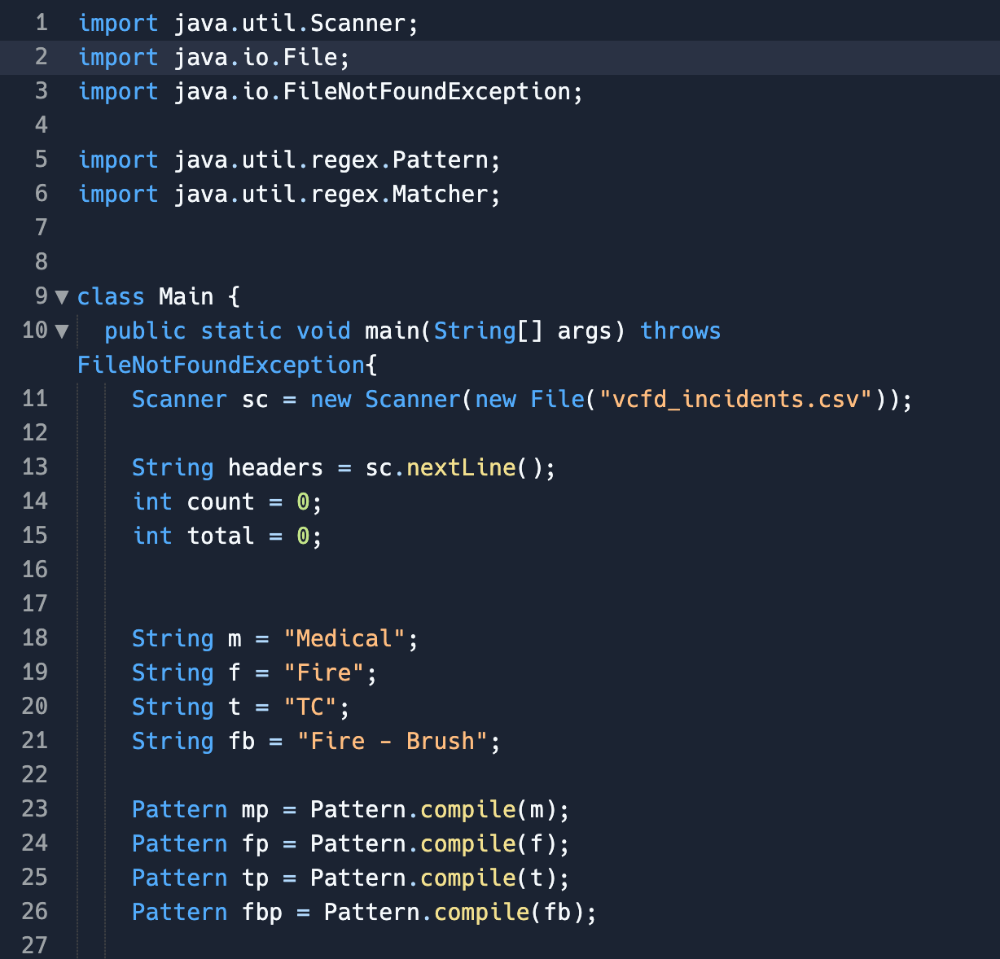 1 import java.util.Scanner;
2 import java.io.File;
3 import java.io.FileNotFoundException;
4
5 import java.util.regex.Pattern;
6 import java.util.regex.Matcher;
7
8
9 ▼ class Main {
10 ▼   public static void main(String[] args) throws
FileNotFoundException{
11     Scanner sc = new Scanner(new File("vcfd_incidents.csv"));
12
13     String headers = sc.nextLine();
14     int count = 0;
15     int total = 0;
16
17
18     String m = "Medical";
19     String f = "Fire";
20     String t = "TC";
21     String fb = "Fire - Brush";
22
23     Pattern mp = Pattern.compile(m);
24     Pattern fp = Pattern.compile(f);
25     Pattern tp = Pattern.compile(t);
26     Pattern fbp = Pattern.compile(fb);
27